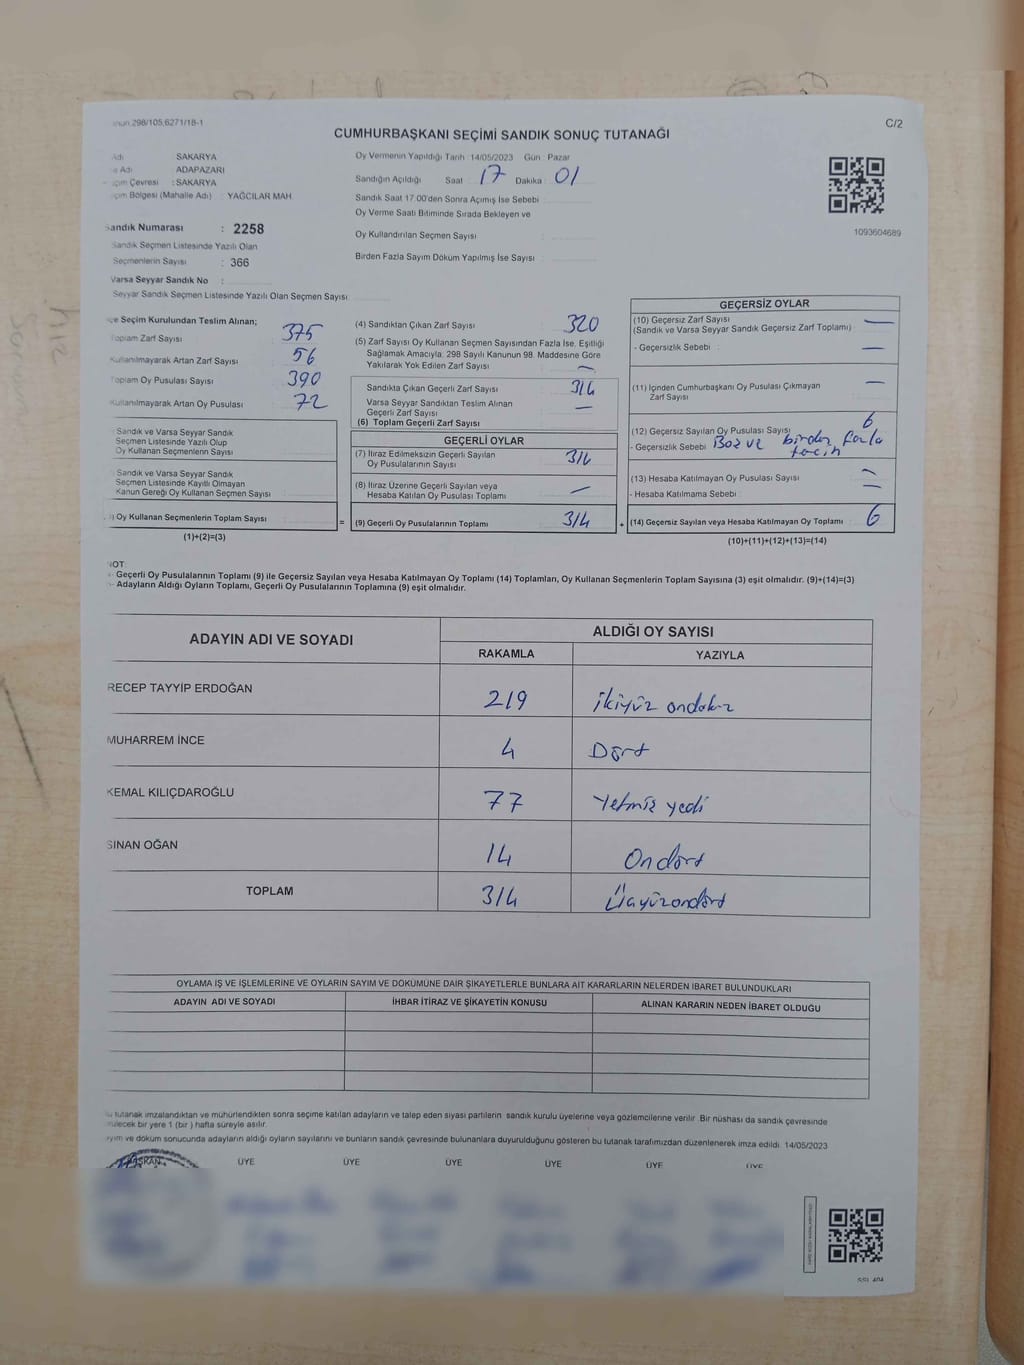 298/105,6271/18-1
C/2
CUMHURBAŞKANI SEÇİMİ SANDIK SONUÇ TUTANAĞI
Adı SAKARYA
Adı ADAPAZARI
Çevresi : SAKARYA
Bölgesi (Mahalle Adı) : YAĞCILAR MAH
Sandık Numarası : 2258
Sandık Seçmen Listesinde Yazılı Olan
Seçmenlerin Sayısı : 366
Varsa Seyyar Sandık No :
Seyyar Sandık Seçmen Listesinde Yazılı Olan Seçmen Sayısı
Oy Vermenin Yapıldığı Tarih 14/05/2023 Gün : Pazar
Sandığın Açıldığı Saat : 17 Dakika : 01
Sandık Saat 17.00'den Sonra Açımış İse Sebebi
Oy Verme Saati Bitiminde Sırada Bekleyen ve
Oy Kullandırılan Seçmen Sayısı :
Birden Fazla Sayım Döküm Yapılmış İse Sayısı :
1093604689
Seçim Kurulundan Teslim Alınan;
Toplam Zarf Sayısı 375
Kullanılmayarak Artan Zarf Sayısı 56
Toplam Oy Pusulası Sayısı 390
Kullanılmayarak Artan Oy Pusulası 72
Sandık ve Varsa Seyyar Sandık
Seçmen Listesinde Yazılı Olup
Oy Kullanan Seçmenlerin Sayısı
Sandık ve Varsa Seyyar Sandık
Seçmen Listesinde Kayıtlı Olmayan
Kanun Gereği Oy Kullanan Seçmen Sayısı
Oy Kullanan Seçmenlerin Toplam Sayısı =
(1)+(2)=(3)
(4) Sandıktan Çıkan Zarf Sayısı 320
(5) Zarf Sayısı Oy Kullanan Seçmen Sayısından Fazla İse, Eşitliği
Sağlamak Amacıyla; 298 Sayılı Kanunun 98. Maddesine Göre
Yakılarak Yok Edilen Zarf Sayısı —
Sandıkta Çıkan Geçerli Zarf Sayısı 314
Varsa Seyyar Sandıktan Teslim Alınan
Geçerli Zarf Sayısı —
(6) Toplam Geçerli Zarf Sayısı
GEÇERLİ OYLAR
(7) İtiraz Edilmeksizin Geçerli Sayılan
Oy Pusulalarının Sayısı 314
(8) İtiraz Üzerine Geçerli Sayılan veya
Hesaba Katılan Oy Pusulası Toplamı —
(9) Geçerli Oy Pusulalarının Toplamı 314 +
GEÇERSİZ OYLAR
(10) Geçersiz Zarf Sayısı —
(Sandık ve Varsa Seyyar Sandık Geçersiz Zarf Toplamı)
- Geçersizlik Sebebi : —
(11) İçinden Cumhurbaşkanı Oy Pusulası Çıkmayan —
Zarf Sayısı
(12) Geçersiz Sayılan Oy Pusulası Sayısı 6
- Geçersizlik Sebebi Boz ve birden fazla
tercih
(13) Hesaba Katılmayan Oy Pusulası Sayısı —
- Hesaba Katılmama Sebebi —
(14) Geçersiz Sayılan veya Hesaba Katılmayan Oy Toplamı 6
(10)+(11)+(12)+(13)=(14)
NOT
Geçerli Oy Pusulalarının Toplamı (9) ile Geçersiz Sayılan veya Hesaba Katılmayan Oy Toplamı (14) Toplamları, Oy Kullanan Seçmenlerin Toplam Sayısına (3) eşit olmalıdır. (9)+(14)=(3)
Adayların Aldığı Oyların Toplamı, Geçerli Oy Pusulalarının Toplamına (9) eşit olmalıdır.
ADAYIN ADI VE SOYADI
ALDIĞI OY SAYISI
RAKAMLA YAZIYLA
RECEP TAYYİP ERDOĞAN 219 ikiyüz ondokuz
MUHARREM İNCE 4 Dört
KEMAL KILIÇDAROĞLU 77 Yetmiş yedi
SİNAN OĞAN 14 Ondört
TOPLAM 314 Üçyüzondört
OYLAMA İŞ VE İŞLEMLERİNE VE OYLARIN SAYIM VE DÖKÜMÜNE DAİR ŞİKAYETLERLE BUNLARA AİT KARARLARIN NELERDEN İBARET BULUNDUKLARI
ADAYIN ADI VE SOYADI İHBAR İTİRAZ VE ŞİKAYETİN KONUSU ALINAN KARARIN NEDEN İBARET OLDUĞU
tutanak imzalandıktan ve mühürlendikten sonra seçime katılan adayların ve talep eden siyasi partilerin sandık kurulu üyelerine veya gözlemcilerine verilir. Bir nüshası da sandık çevresinde
bir yere 1 (bir) hafta süreyle asılır.
ve döküm sonucunda adayların aldığı oyların sayılarını ve bunların sandık çevresinde bulunanlara duyurulduğunu gösteren bu tutanak tarafımızdan düzenlenerek imza edildi. 14/05/2023
BAŞKAN ÜYE ÜYE ÜYE ÜYE ÜYE ÜYE